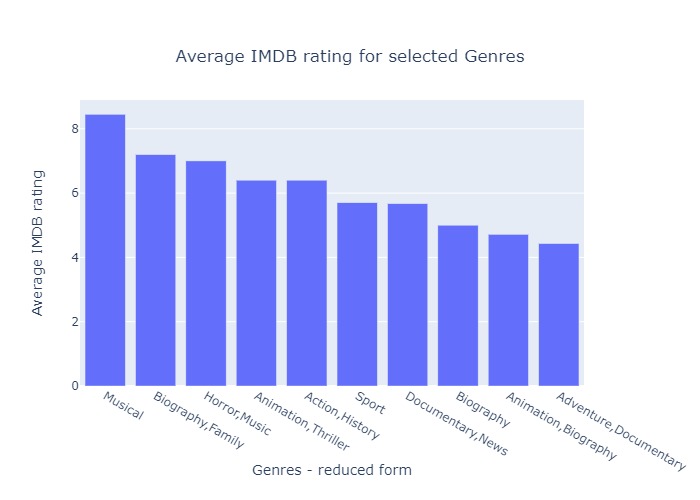 Average IMDB rating for selected Genres
Average IMDB rating
8
6
4
2
0
Musical
Biography,Family
Horror,Music
Animation,Thriller
Action,History
Sport
Documentary,News
Biography
Animation,Biography
Adventure,Documentary
Genres - reduced form